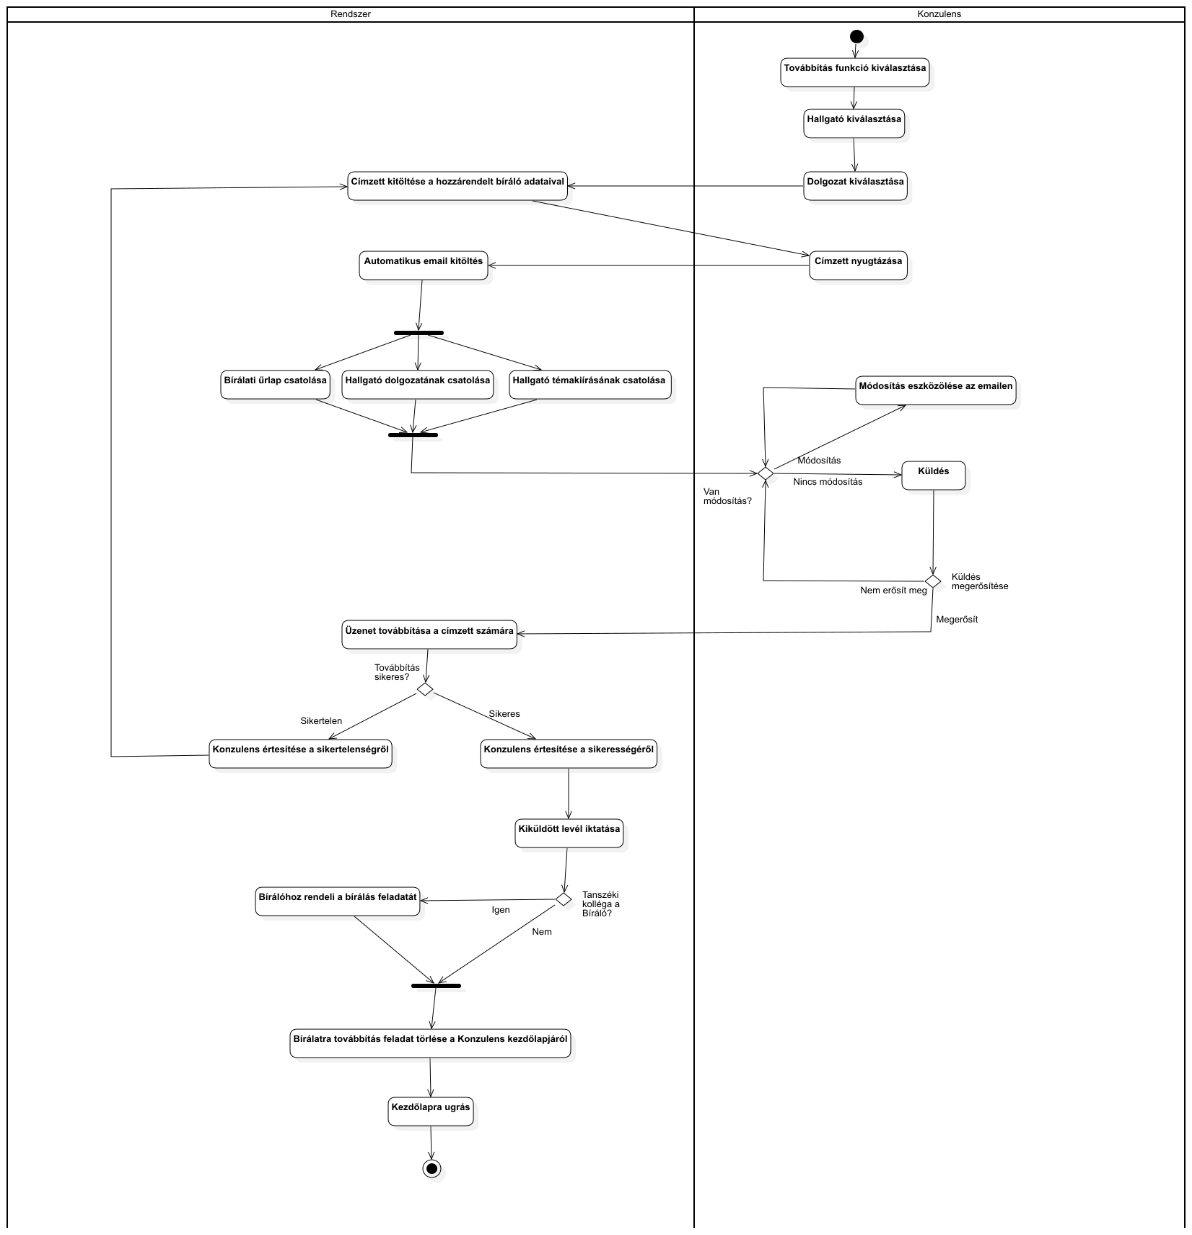 Rendszer
Konzulens
Továbbítás funkció kiválasztása
Hallgató kiválasztása
Címzett kitöltése a hozzárendelt bíráló adataival
Dolgozat kiválasztása
Automatikus email kitöltés
Címzett nyugtázása
Bírálati űrlap csatolása
Hallgató dolgozatának csatolása
Hallgató témakiírásának csatolása
Módosítás eszközölése az emailen
Módosítás
Küldés
Nincs módosítás
Van
módosítás?
Küldés
megerősítése
Nem erősít meg
Megerősít
Üzenet továbbítása a címzett számára
Továbbítás
sikeres?
Sikertelen
Sikeres
Konzulens értesítése a sikertelenségről
Konzulens értesítése a sikerességéről
Kiküldött levél iktatása
Bírálóhoz rendeli a bírálás feladatát
Tanszéki
kolléga a
Bíráló?
Igen
Nem
Bírálatra továbbítás feladat törlése a Konzulens kezdőlapjáról
Kezdőlapra ugrás